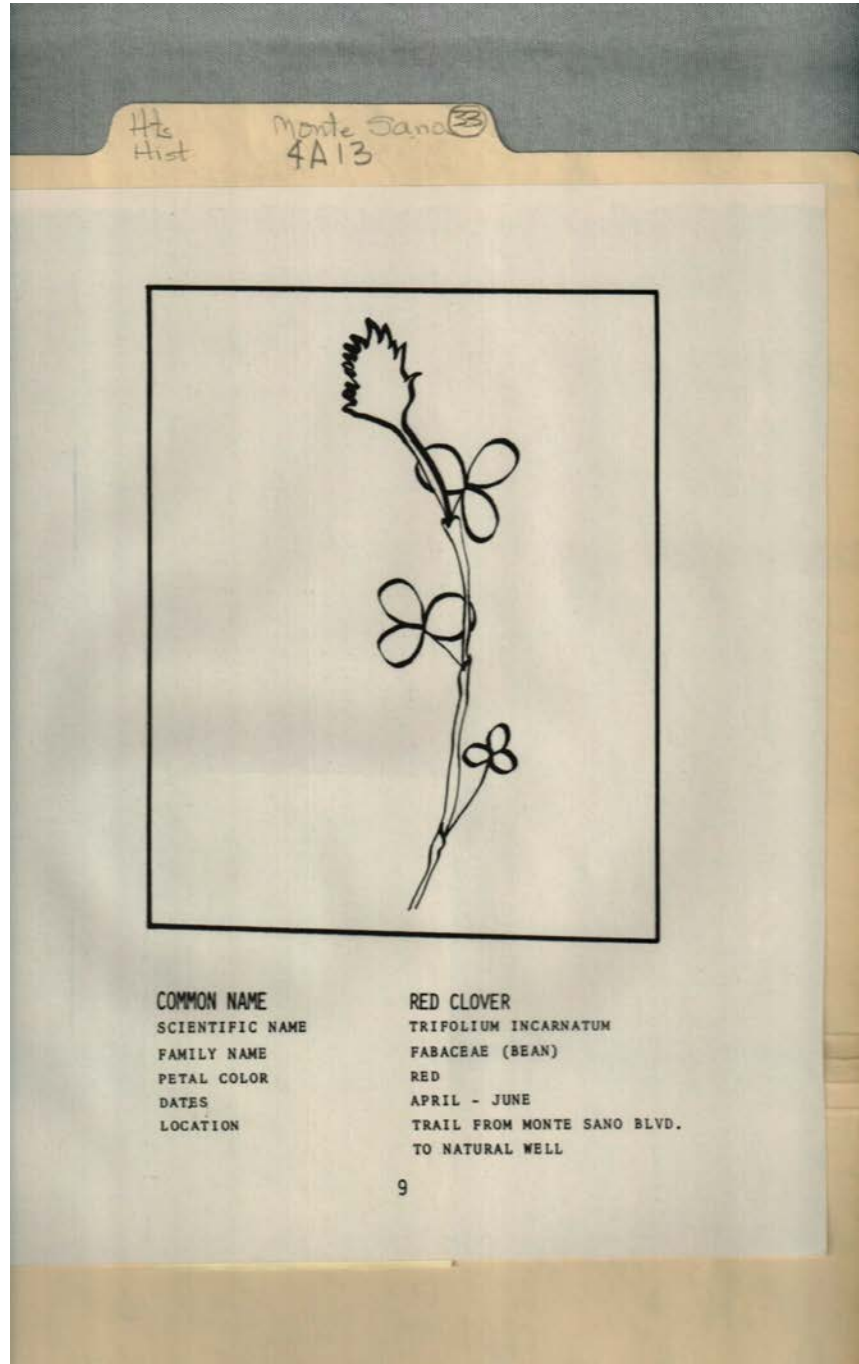 Hts Monte Sano 33
Hist 4A13
COMMON NAME RED CLOVER
SCIENTIFIC NAME TRIFOLIUM INCARNATUM
FAMILY NAME FABACEAE (BEAN)
PETAL COLOR RED
DATES APRIL - JUNE
LOCATION TRAIL FROM MONTE SANO BLVD.
TO NATURAL WELL
9